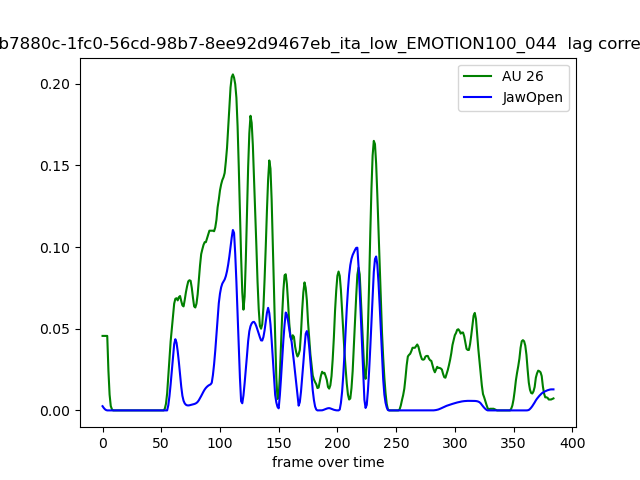 b7880c-1fc0-56cd-98b7-8ee92d9467eb_ita_low_EMOTION100_044 lag corre
AU 26
JawOpen
0.20
0.15
0.10
0.05
0.00
0 50 100 150 200 250 300 350 400
frame over time